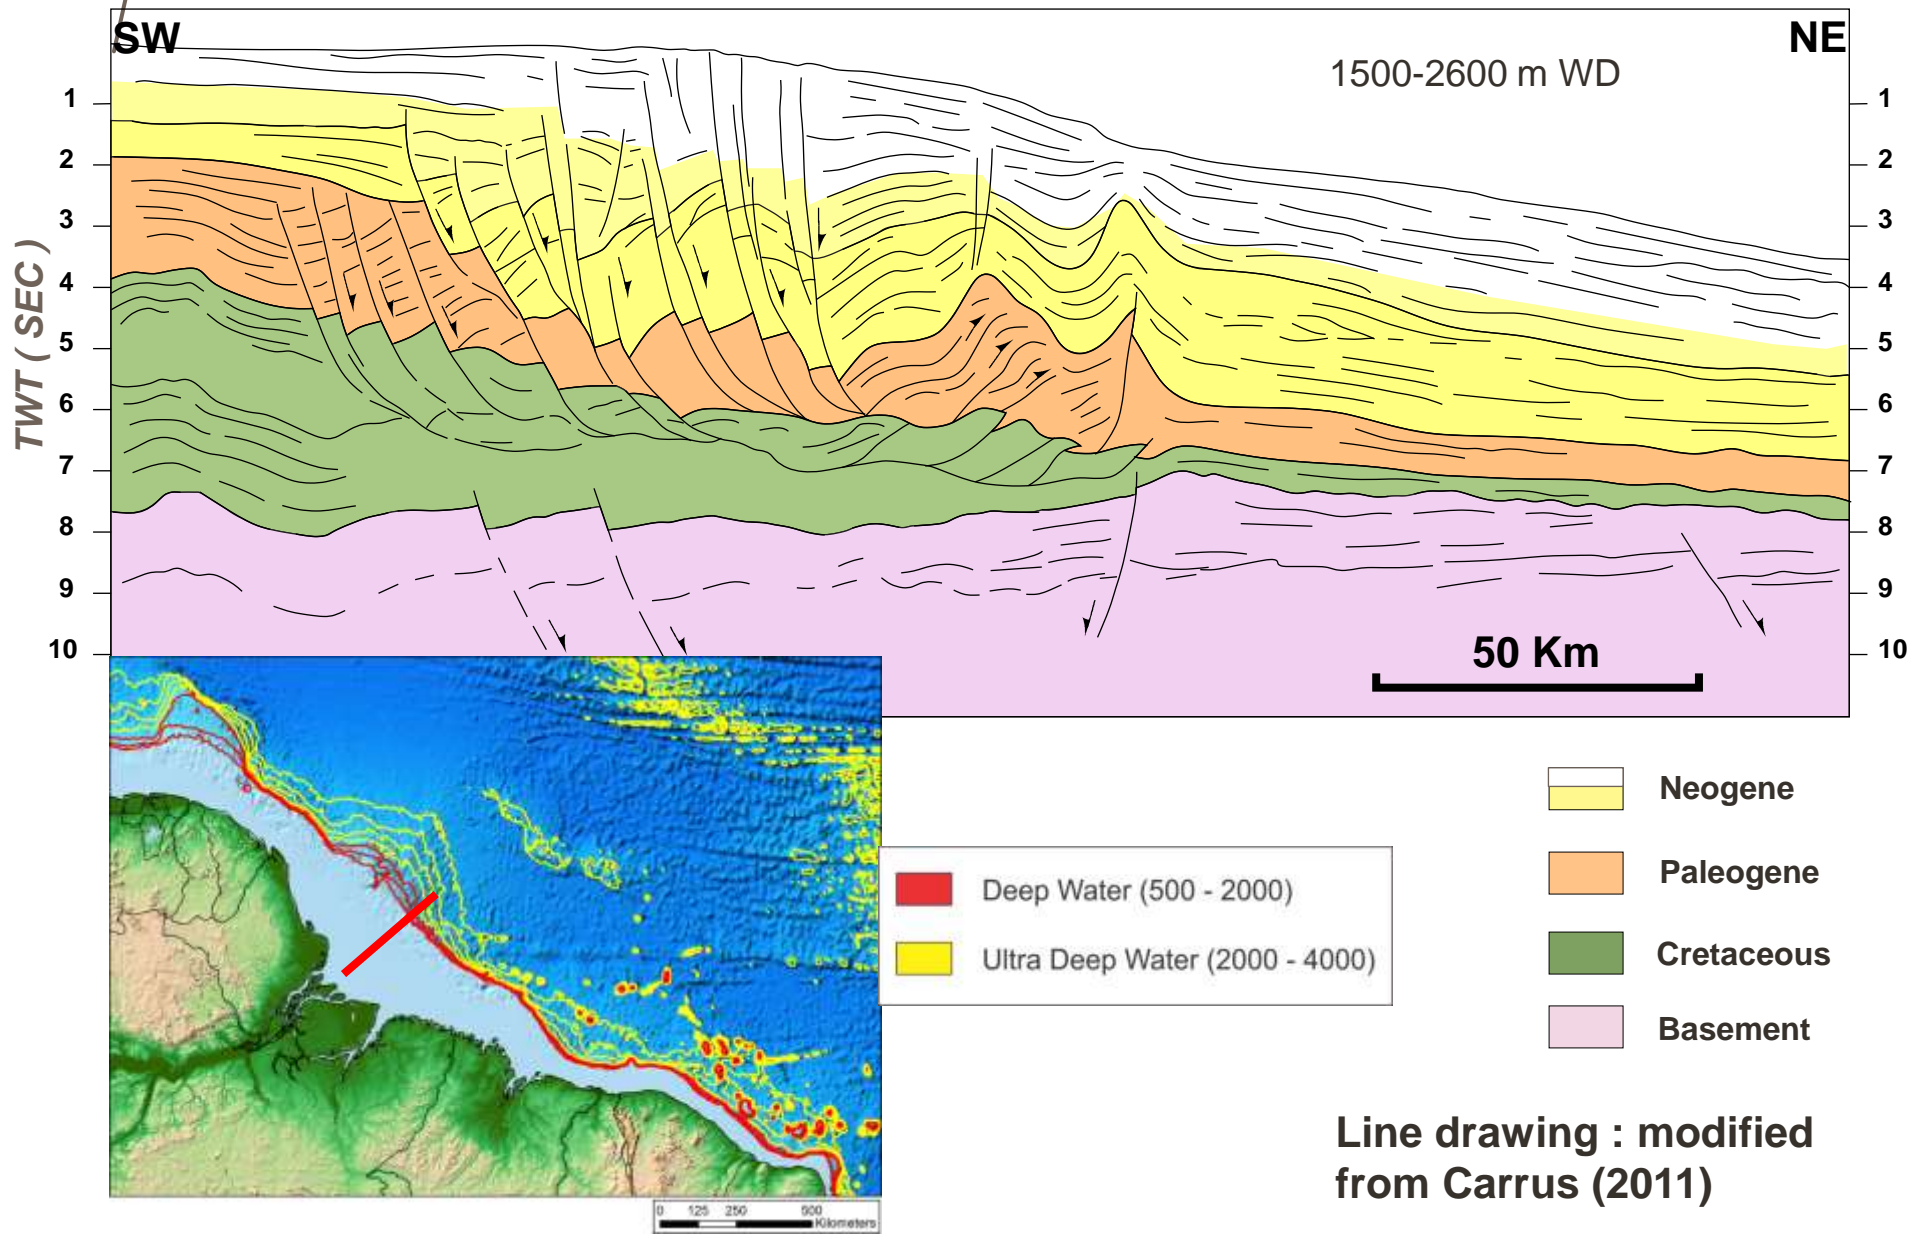 SW
NE
1500-2600 m WD
TWT ( SEC )
1
2
3
4
5
6
7
8
9
10
1
2
3
4
5
6
7
8
9
10
50 Km
Neogene
Paleogene
Cretaceous
Basement
Deep Water (500 - 2000)
Ultra Deep Water (2000 - 4000)
0 125 250 500
Kilometers
Line drawing : modified
from Carrus (2011)